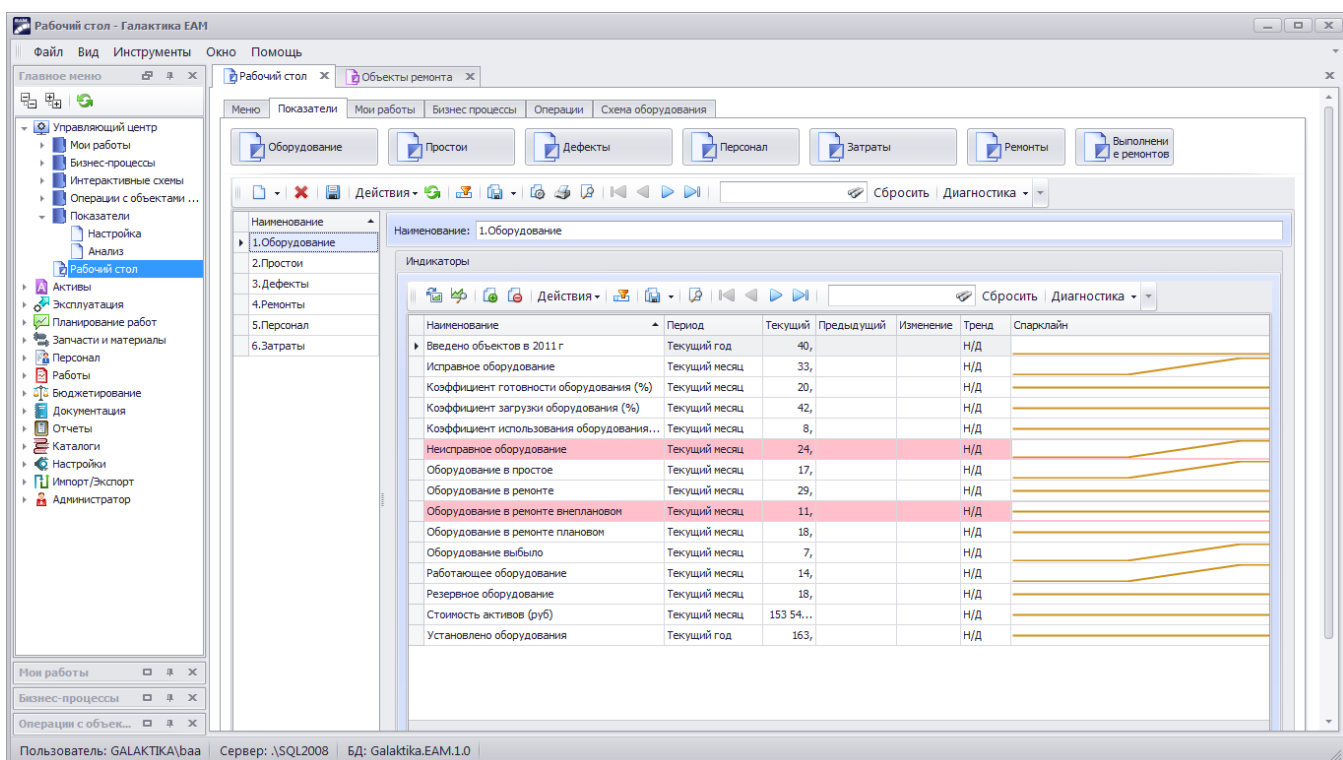 Рабочий стол - Галактика EAM
Файл Вид Инструменты Окно Помощь
Главное меню
Рабочий стол
Объекты ремонта
Меню Показатели Мои работы Бизнес процессы Операции Схема оборудования
Управляющий центр
Мои работы
Бизнес-процессы
Интерактивные схемы
Операции с объектами ...
Показатели
Настройка
Анализ
Рабочий стол
Активы
Эксплуатация
Планирование работ
Запчасти и материалы
Персонал
Работы
Бюджетирование
Документация
Отчеты
Каталоги
Настройки
Импорт/Экспорт
Администратор
Мои работы
Бизнес-процессы
Операции с объек...
Оборудование Простои Дефекты Персонал Затраты Ремонты Выполнени
е ремонтов
Действия Сбросить Диагностика
Наименование
1.Оборудование
2.Простои
3.Дефекты
4.Ремонты
5.Персонал
6.Затраты
Наименование: 1.Оборудование
Индикаторы
Действия Сбросить Диагностика
Наименование Период Текущий Предыдущий Изменение Тренд Спарклайн
Введено объектов в 2011 г Текущий год 40, Н/Д
Исправное оборудование Текущий месяц 33, Н/Д
Коэффициент готовности оборудования (%) Текущий месяц 20, Н/Д
Коэффициент загрузки оборудования (%) Текущий месяц 42, Н/Д
Коэффициент использования оборудования... Текущий месяц 8, Н/Д
Неисправное оборудование Текущий месяц 24, Н/Д
Оборудование в простое Текущий месяц 17, Н/Д
Оборудование в ремонте Текущий месяц 29, Н/Д
Оборудование в ремонте внеплановом Текущий месяц 11, Н/Д
Оборудование в ремонте плановом Текущий месяц 18, Н/Д
Оборудование выбыло Текущий месяц 7, Н/Д
Работающее оборудование Текущий месяц 14, Н/Д
Резервное оборудование Текущий месяц 18, Н/Д
Стоимость активов (руб) Текущий месяц 153 54... Н/Д
Установлено оборудования Текущий год 163, Н/Д
Пользователь: GALAKTIKA\baa Сервер: .\SQL2008 БД: Galaktika.EAM.1.0